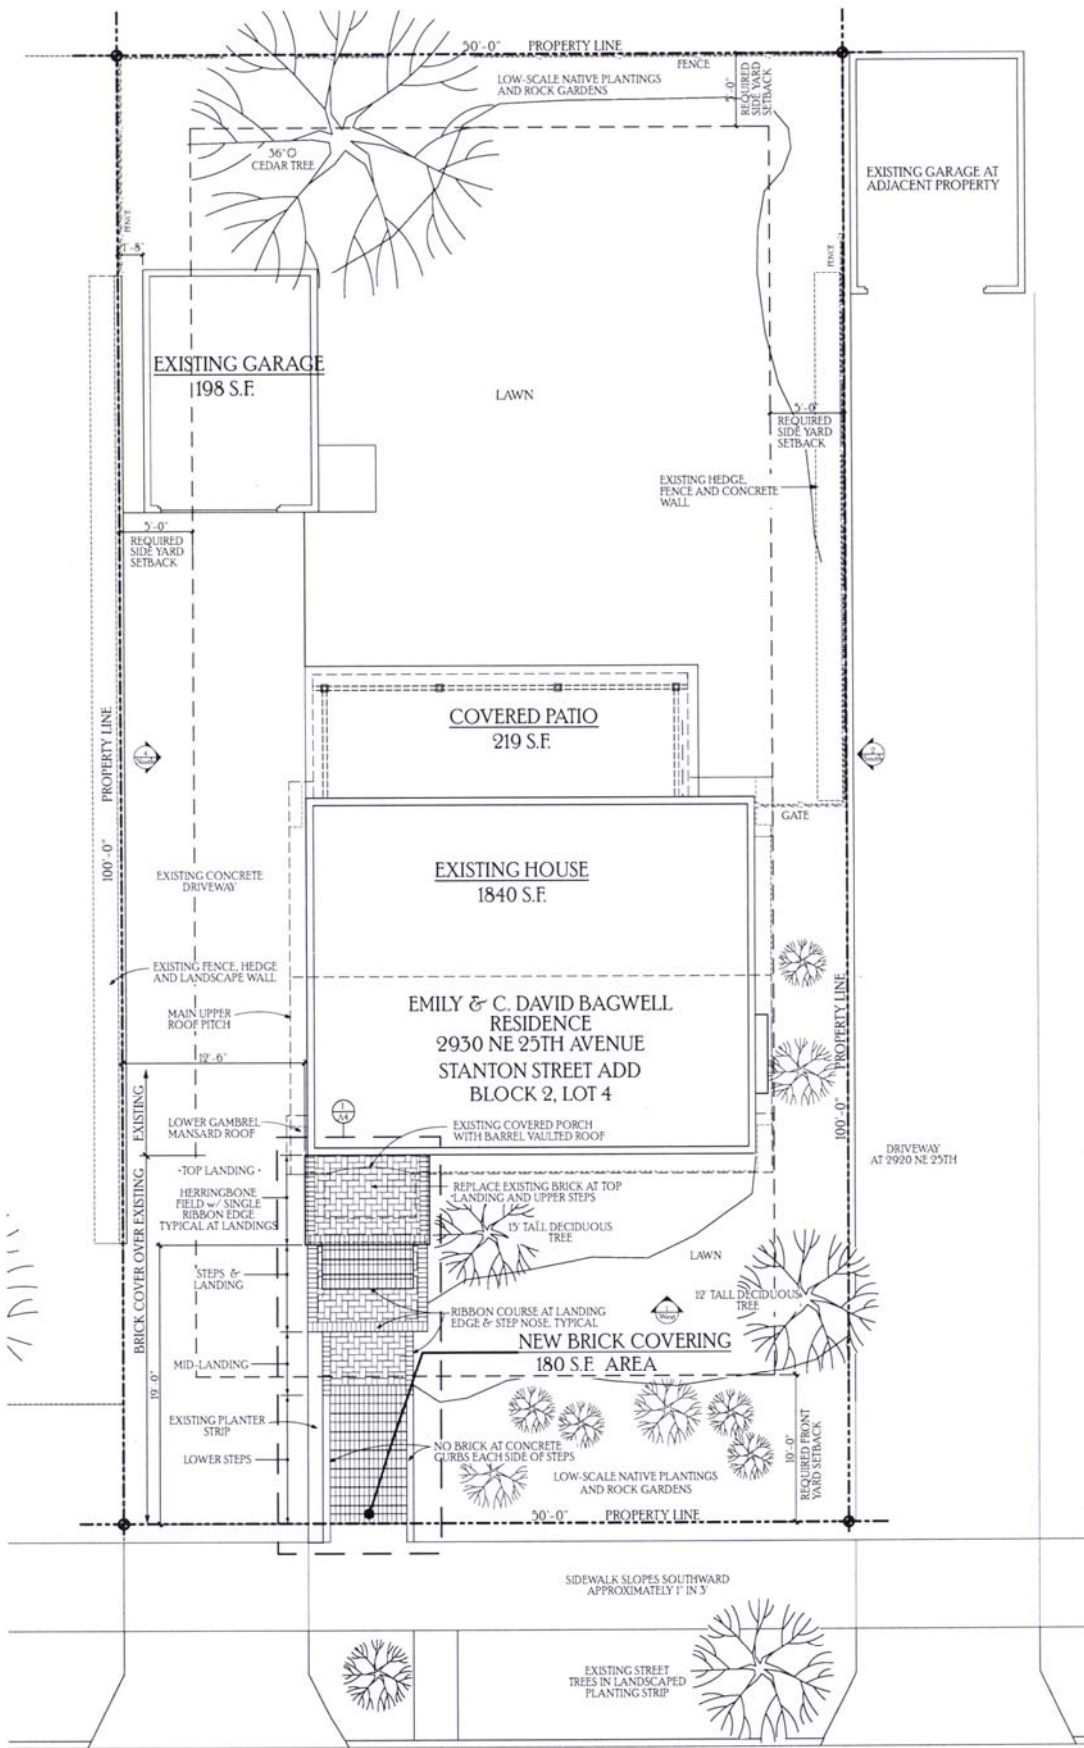 50'-0" PROPERTY LINE
FENCE
LOW-SCALE NATIVE PLANTINGS
AND ROCK GARDENS
5'-0"
REQUIRED
SIDE YARD
SETBACK
36"
CEDAR TREE
EXISTING GARAGE AT
ADJACENT PROPERTY
FENCE
FENCE
1'-8"
EXISTING GARAGE
198 S.F.
LAWN
5'-0"
REQUIRED
SIDE YARD
SETBACK
EXISTING HEDGE,
FENCE AND CONCRETE
WALL
5'-0"
REQUIRED
SIDE YARD
SETBACK
COVERED PATIO
219 S.F.
100'-0" PROPERTY LINE
4
North
2
South
GATE
EXISTING HOUSE
1840 S.F.
EXISTING CONCRETE
DRIVEWAY
EXISTING FENCE, HEDGE
AND LANDSCAPE WALL
MAIN UPPER
ROOF PITCH
EMILY & C. DAVID BAGWELL
RESIDENCE
2930 NE 25TH AVENUE
STANTON STREET ADD
BLOCK 2, LOT 4
100'-0" PROPERTY LINE
12'-6"
1
A4
LOWER GAMBREL
MANSARD ROOF
EXISTING COVERED PORCH
WITH BARREL VAULTED ROOF
DRIVEWAY
AT 2920 NE 25TH
BRICK COVER OVER EXISTING
EXISTING
·TOP LANDING·
HERRINGBONE
FIELD w/ SINGLE
RIBBON EDGE
TYPICAL AT LANDINGS
REPLACE EXISTING BRICK AT TOP
LANDING AND UPPER STEPS
15' TALL DECIDUOUS
TREE
LAWN
STEPS &
LANDING
12' TALL DECIDUOUS
TREE
RIBBON COURSE AT LANDING
EDGE & STEP NOSE, TYPICAL
1
West
NEW BRICK COVERING
180 S.F. AREA
MID-LANDING
19'-0"
EXISTING PLANTER
STRIP
LOWER STEPS
NO BRICK AT CONCRETE
CURBS EACH SIDE OF STEPS
10'-0"
REQUIRED FRONT
YARD SETBACK
LOW-SCALE NATIVE PLANTINGS
AND ROCK GARDENS
50'-0" PROPERTY LINE
SIDEWALK SLOPES SOUTHWARD
APPROXIMATELY 1" IN 3'
EXISTING STREET
TREES IN LANDSCAPED
PLANTING STRIP